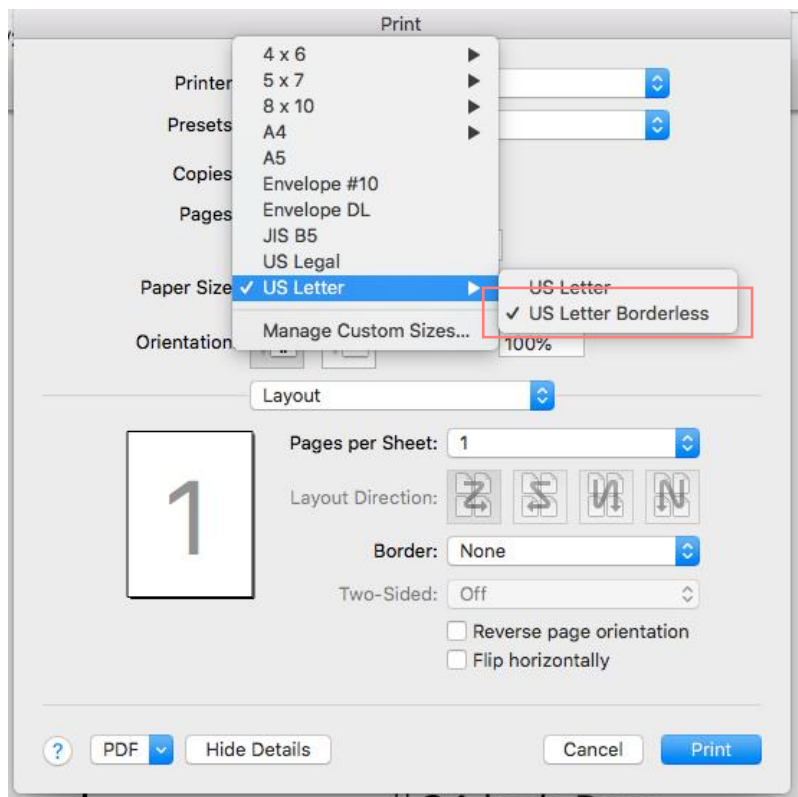 Print
4 x 6
Printer
5 x 7
8 x 10
Presets
A4
A5
Copies
Envelope #10
Pages
Envelope DL
JIS B5
US Legal
Paper Size ✓ US Letter
US Letter
✓ US Letter Borderless
Manage Custom Sizes...
Orientation
100%
Layout
1
Pages per Sheet: 1
Layout Direction:
Border: None
Two-Sided: Off
Reverse page orientation
Flip horizontally
? PDF Hide Details Cancel Print